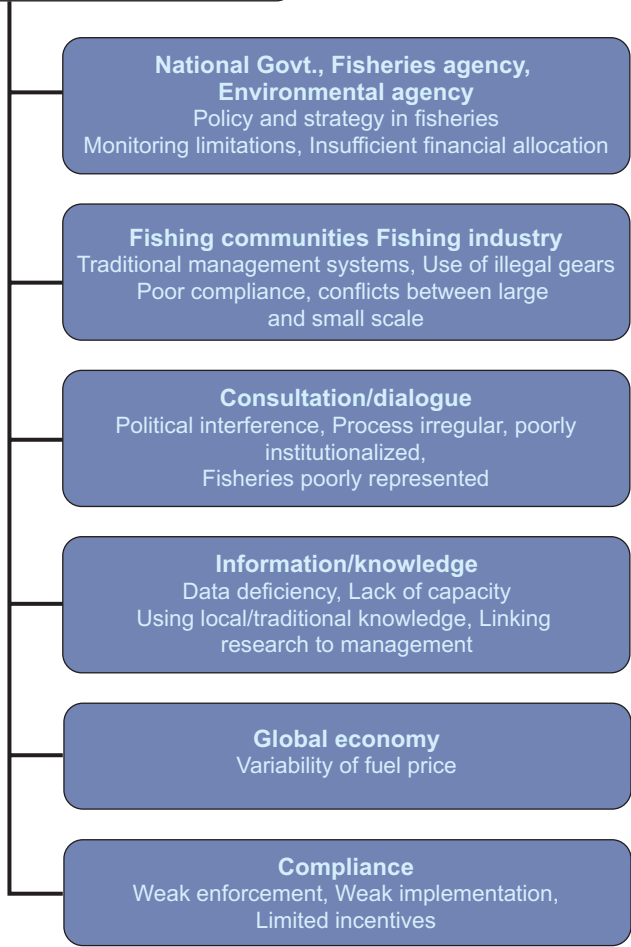 National Govt., Fisheries agency,
Environmental agency
Policy and strategy in fisheries
Monitoring limitations, Insufficient financial allocation
Fishing communities Fishing industry
Traditional management systems, Use of illegal gears
Poor compliance, conflicts between large
and small scale
Consultation/dialogue
Political interference, Process irregular, poorly
institutionalized,
Fisheries poorly represented
Information/knowledge
Data deficiency, Lack of capacity
Using local/traditional knowledge, Linking
research to management
Global economy
Variability of fuel price
Compliance
Weak enforcement, Weak implementation,
Limited incentives